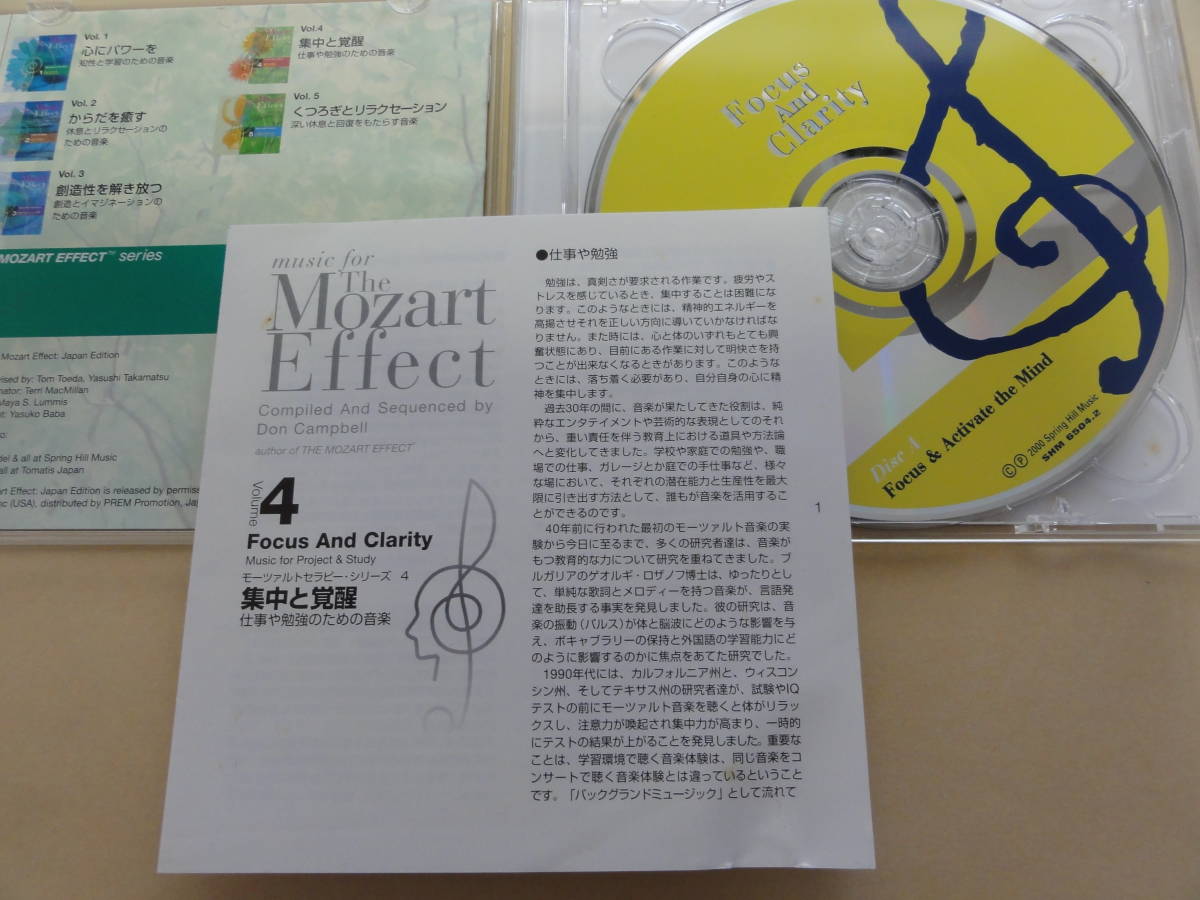 Vol. 1
心にパワーを
知性と学習のための音楽
Vol. 2
からだを癒す
休息とリラクセーションの
ための音楽
Vol. 3
創造性を解き放つ
創造とイマジネーションの
ための音楽
Vol.4
集中と覚醒
仕事や勉強のための音楽
Vol. 5
くつろぎとリラクセーション
深い休息と回復をもたらす音楽
MOZART EFFECT™ series
Mozart Effect: Japan Edition
ised by: Tom Toeda, Yasushi Takamatsu
nator: Terri MacMillan
Maya S. Lummis
t: Yasuko Baba
to:
del & all at Spring Hill Music
all at Tomatis Japan
art Effect: Japan Edition is released by permiss
nc (USA), distributed by PREM Promotion, Jap
Focus
And
Clarity
Disc A
Focus & Activate the Mind
©℗ 2000 Spring Hill Music
SHM 6504.2
music for
The
Mozart
Effect
Compiled And Sequenced by
Don Campbell
author of THE MOZART EFFECT
Volume 4
Focus And Clarity
Music for Project & Study
モーツァルトセラピー・シリーズ 4
集中と覚醒
仕事や勉強のための音楽
●仕事や勉強
勉強は、真剣さが要求される作業です。疲労やス
トレスを感じているとき、集中することは困難にな
ります。このようなときには、精神的エネルギーを
高揚させそれを正しい方向に導いていかなければな
りません。また時には、心と体のいずれもとても興
奮状態にあり、目前にある作業に対して明快さを持
つことが出来なくなるときがあります。このような
ときには、落ち着く必要があり、自分自身の心に精
神を集中します。
過去30年の間に、音楽が果たしてきた役割は、純
粋なエンタテイメントや芸術的な表現としてのそれ
から、重い責任を伴う教育上における道具や方法論
へと変化してきました。学校や家庭での勉強や、職
場での仕事、ガレージとか庭での手仕事など、様々
な場において、それぞれの潜在能力と生産性を最大
限に引き出す方法として、誰もが音楽を活用するこ
とができるのです。
40年前に行われた最初のモーツァルト音楽の実
験から今日に至るまで、多くの研究者達は、音楽が
もつ教育的な力について研究を重ねてきました。ブ
ルガリアのゲオルギ・ロザノフ博士は、ゆったりとし
て、単純な歌詞とメロディーを持つ音楽が、言語発
達を助長する事実を発見しました。彼の研究は、音
楽の振動（パルス）が体と脳波にどのような影響を与
え、ボキャブラリーの保持と外国語の学習能力にど
のように影響するのかに焦点をあてた研究でした。
1990年代には、カルフォルニア州と、ウィスコン
シン州、そしてテキサス州の研究者達が、試験やIQ
テストの前にモーツァルト音楽を聴くと体がリラッ
クスし、注意力が喚起され集中力が高まり、一時的
にテストの結果が上がることを発見しました。重要な
ことは、学習環境で聴く音楽体験は、同じ音楽をコ
ンサートで聴く音楽体験とは違っているということ
です。「バックグランドミュージック」として流れて
1